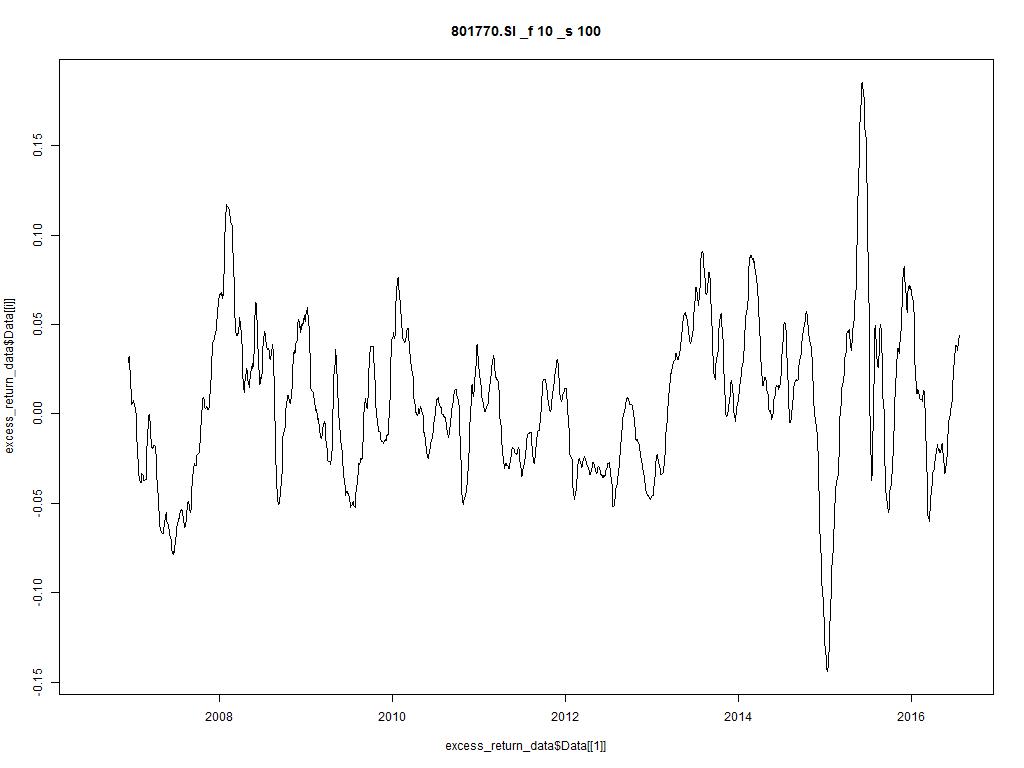 801770.SI _f 10 _s 100
excess_return_data$Data[[i]]
0.15
0.10
0.05
0.00
-0.05
-0.10
-0.15
2008 2010 2012 2014 2016
excess_return_data$Data[[1]]